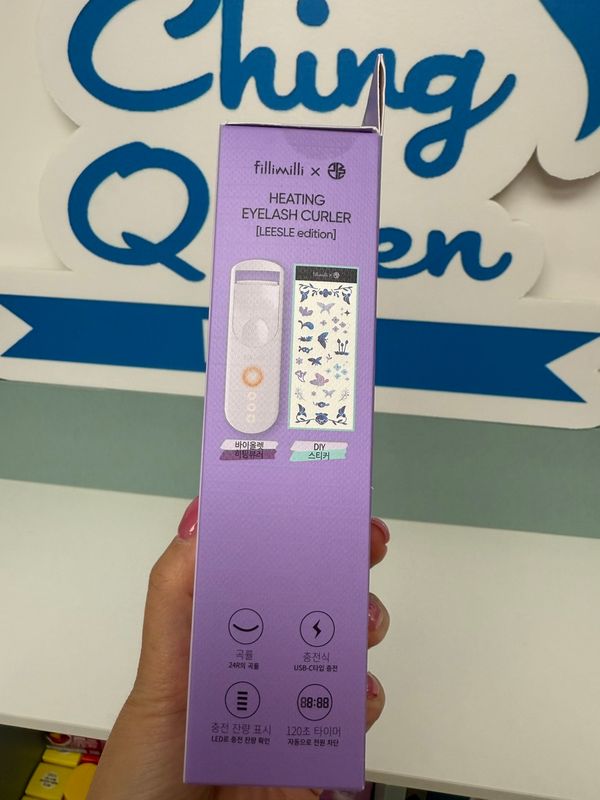 Ching
Q en
fillimilli x
HEATING
EYELASH CURLER
[LEESLE edition]
fillimilli x
바이올렛
히팅뷰러
DIY
스티커
곡률
24R의 곡률
충전식
USB-C타입 충전
충전 잔량 표시
LED로 충전 잔량 확인
88:88
120초 타이머
자동으로 전원 차단